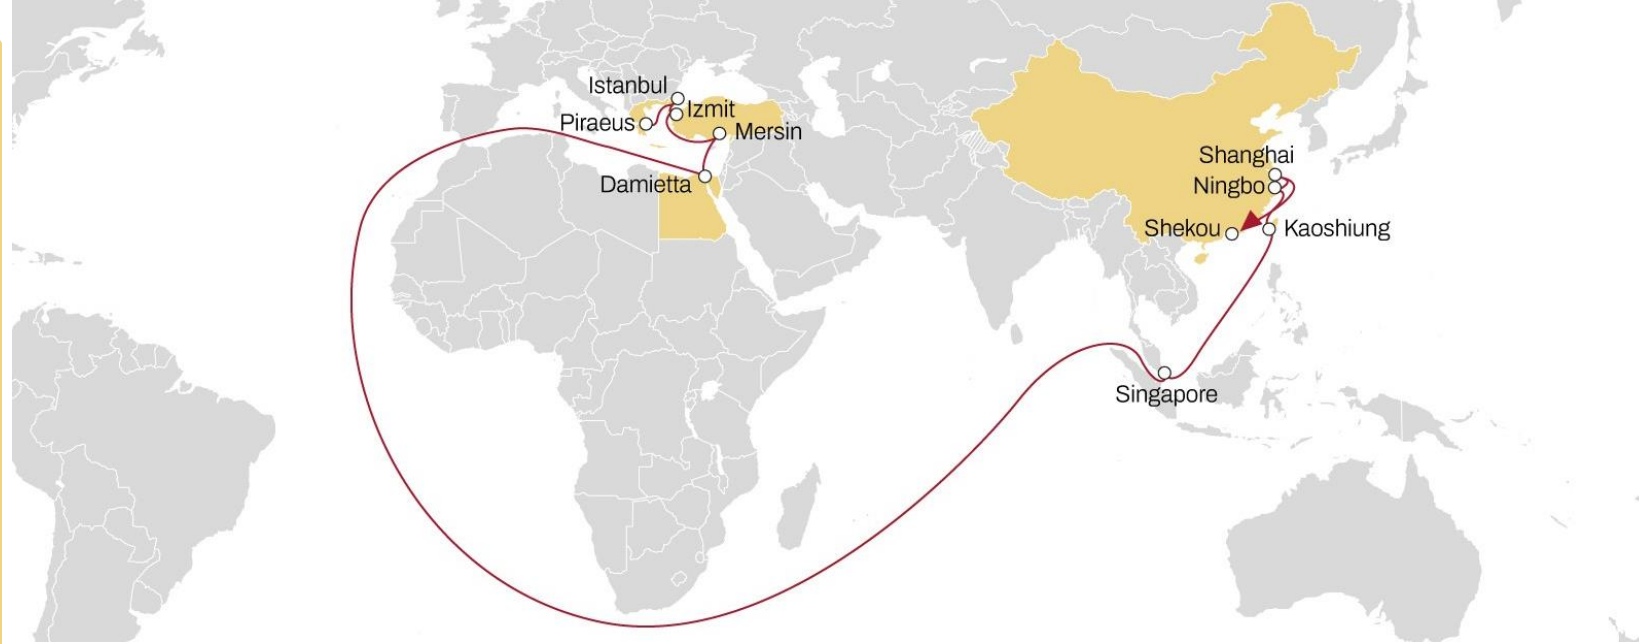 Istanbul
Izmit
Piraeus
Mersin
Shanghai
Damietta
Ningbo
Shekou
Kaoshiung
Singapore